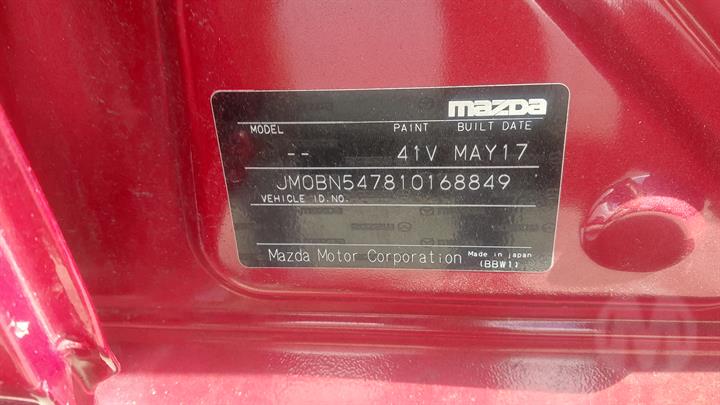 mazda
MODEL PAINT BUILT DATE
-- 41V MAY17
JM0BN547810168849
VEHICLE ID.NO.
Mazda Motor Corporation Made in Japan
(BBW1)